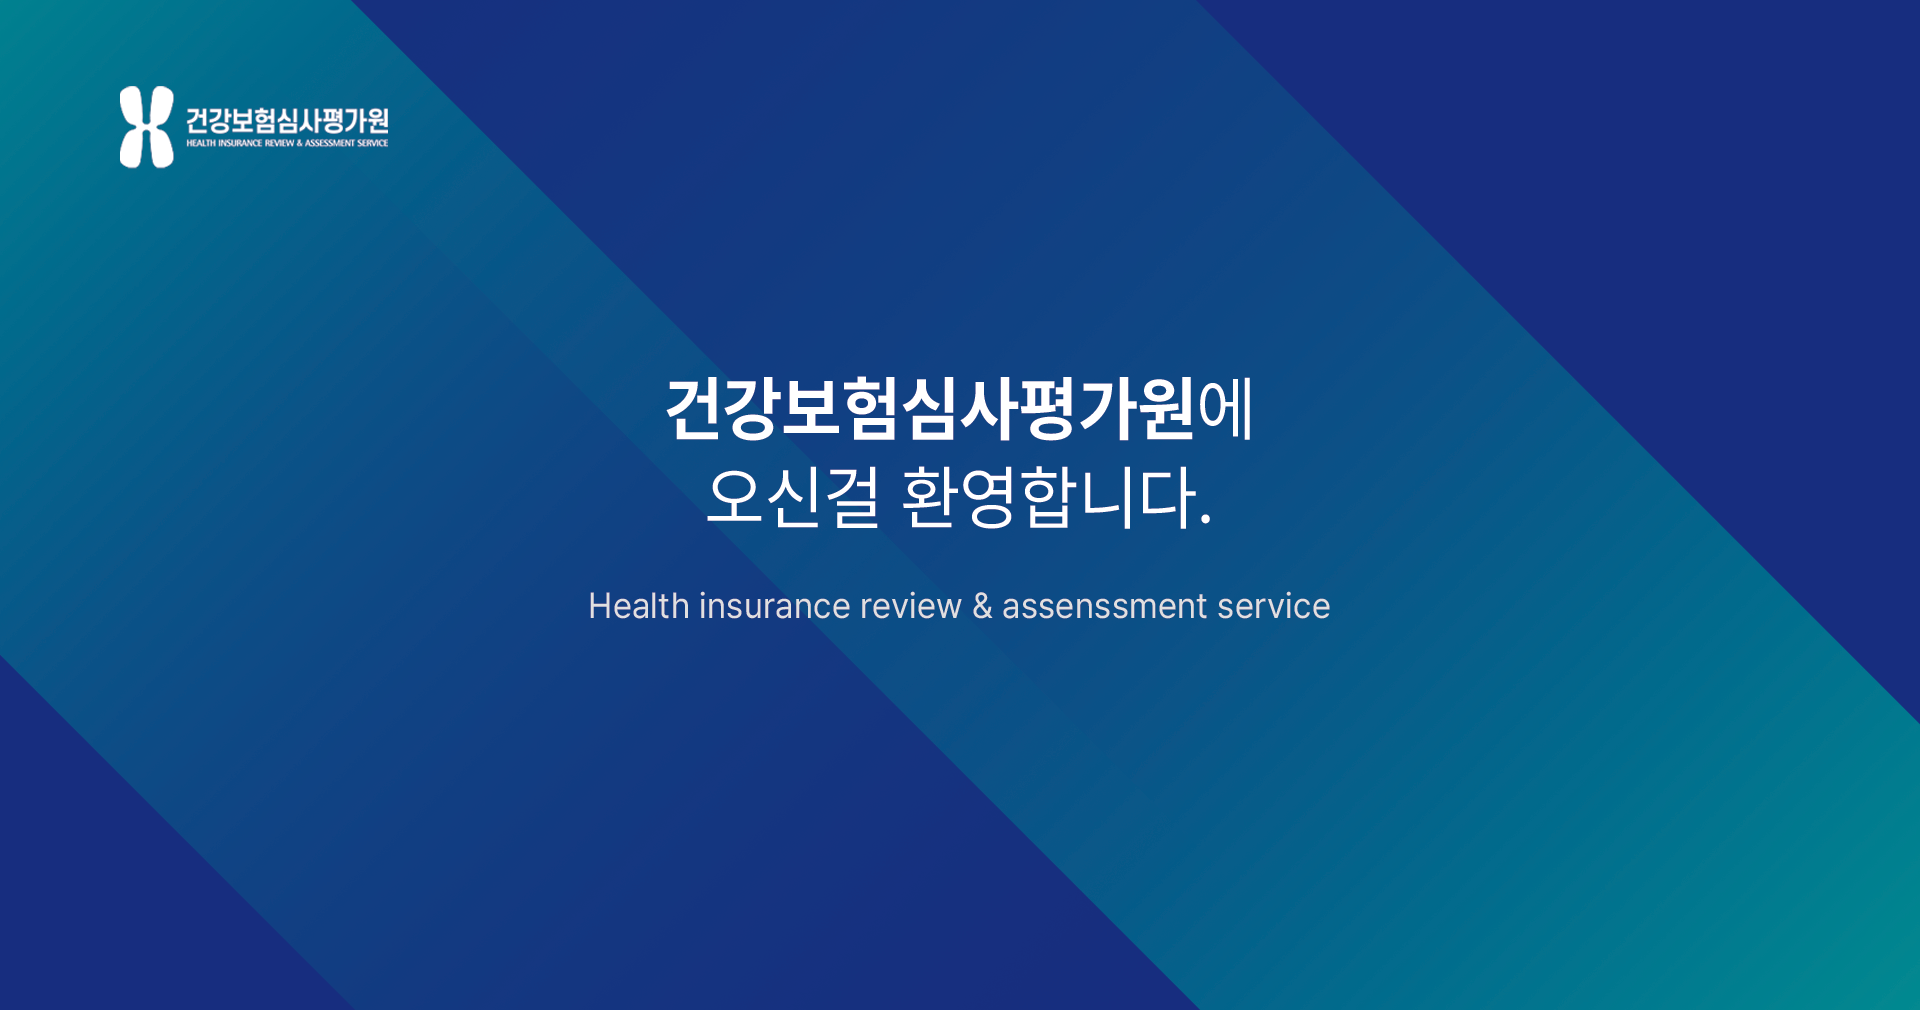 건강보험심사평가원
HEALTH INSURANCE REVIEW & ASSESSMENT SERVICE
건강보험심사평가원에
오신걸 환영합니다.
Health insurance review & assenssment service